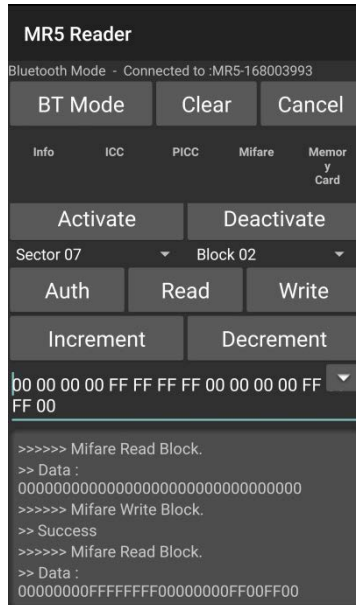 MR5 Reader
Bluetooth Mode - Connected to :MR5-168003993
BT Mode Clear Cancel
Info ICC PICC Mifare Memor
y
Card
Activate Deactivate
Sector 07 Block 02
Auth Read Write
Increment Decrement
00 00 00 00 FF FF FF FF 00 00 00 00 FF
FF 00
>>>>>> Mifare Read Block.
>> Data :
00000000000000000000000000000000
>>>>>> Mifare Write Block.
>> Success
>>>>>> Mifare Read Block.
>> Data :
00000000FFFFFFFF00000000FF00FF00